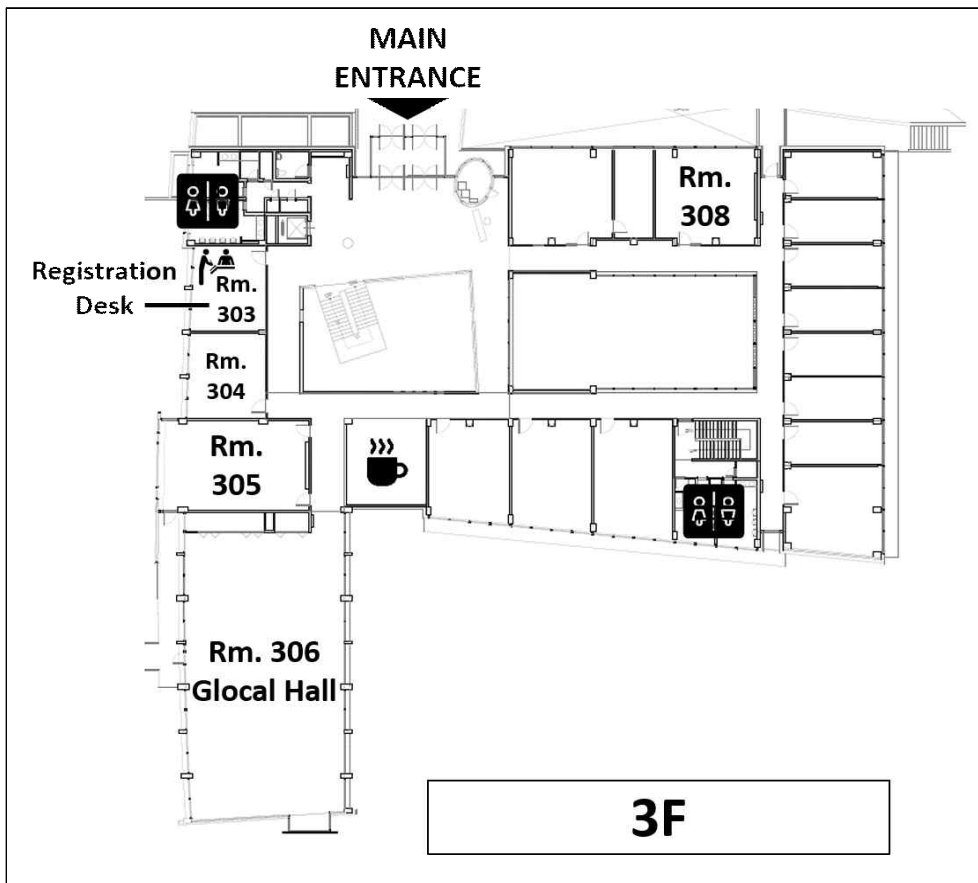 MAIN
ENTRANCE
Rm.
308
Registration
Desk
Rm.
303
Rm.
304
Rm.
305
Rm. 306
Glocal Hall
3F